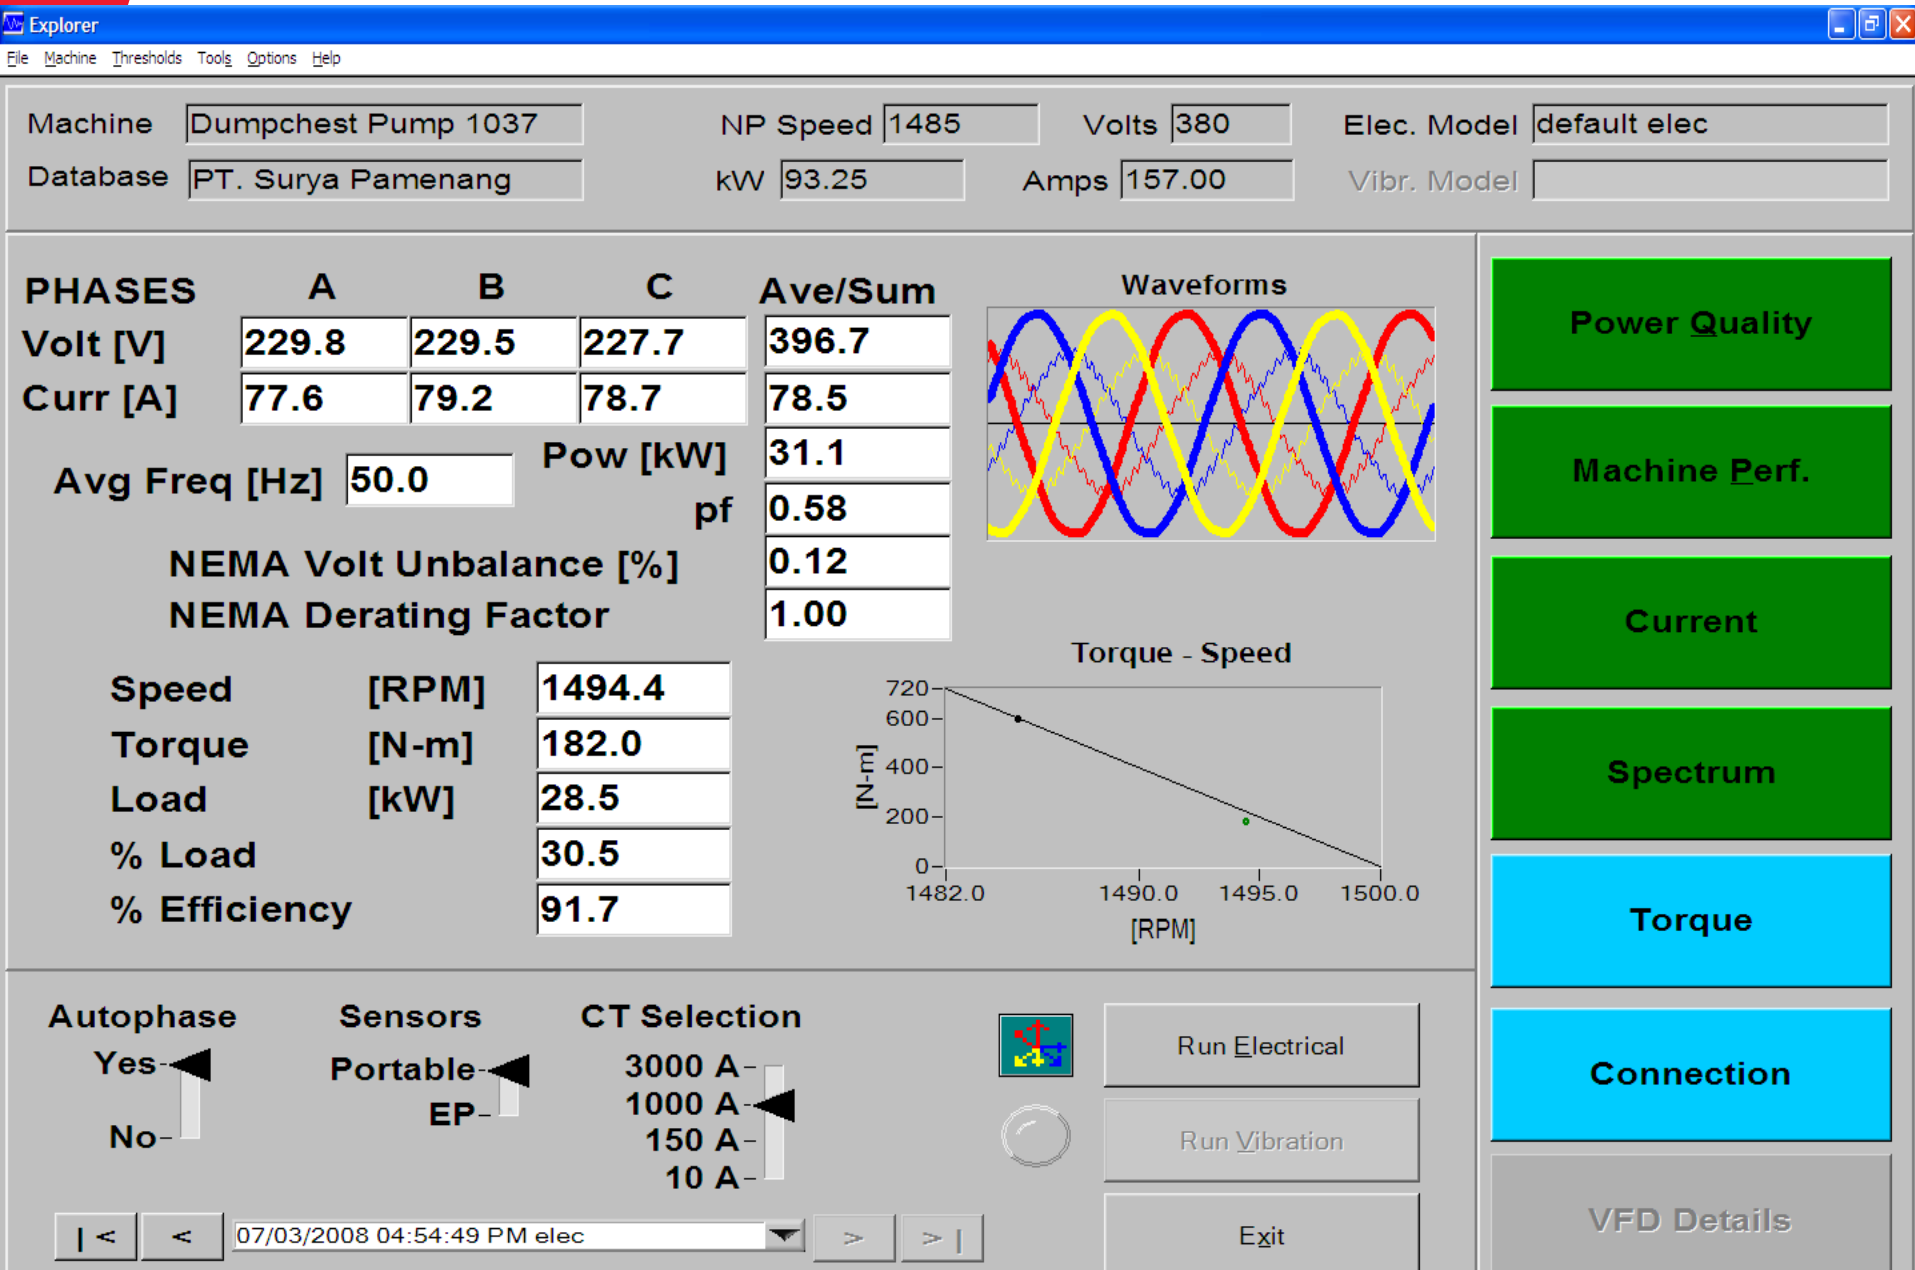 Explorer
File Machine Thresholds Tools Options Help
Machine Dumpchest Pump 1037 NP Speed 1485 Volts 380 Elec. Model default elec
Database PT. Surya Pamenang kW 93.25 Amps 157.00 Vibr. Model
PHASES A B C Ave/Sum
Volt [V] 229.8 229.5 227.7 396.7
Curr [A] 77.6 79.2 78.7 78.5
Pow [kW] 31.1
Avg Freq [Hz] 50.0
pf 0.58
NEMA Volt Unbalance [%] 0.12
NEMA Derating Factor 1.00
Speed [RPM] 1494.4
Torque [N-m] 182.0
Load [kW] 28.5
% Load 30.5
% Efficiency 91.7
Waveforms
Torque - Speed
720
600
400
200
0
[N-m]
1482.0 1490.0 1495.0 1500.0
[RPM]
Power Quality
Machine Perf.
Current
Spectrum
Torque
Connection
VFD Details
Autophase
Yes
No
Sensors
Portable
EP
CT Selection
3000 A
1000 A
150 A
10 A
Run Electrical
Run Vibration
Exit
|< < 07/03/2008 04:54:49 PM elec > >|